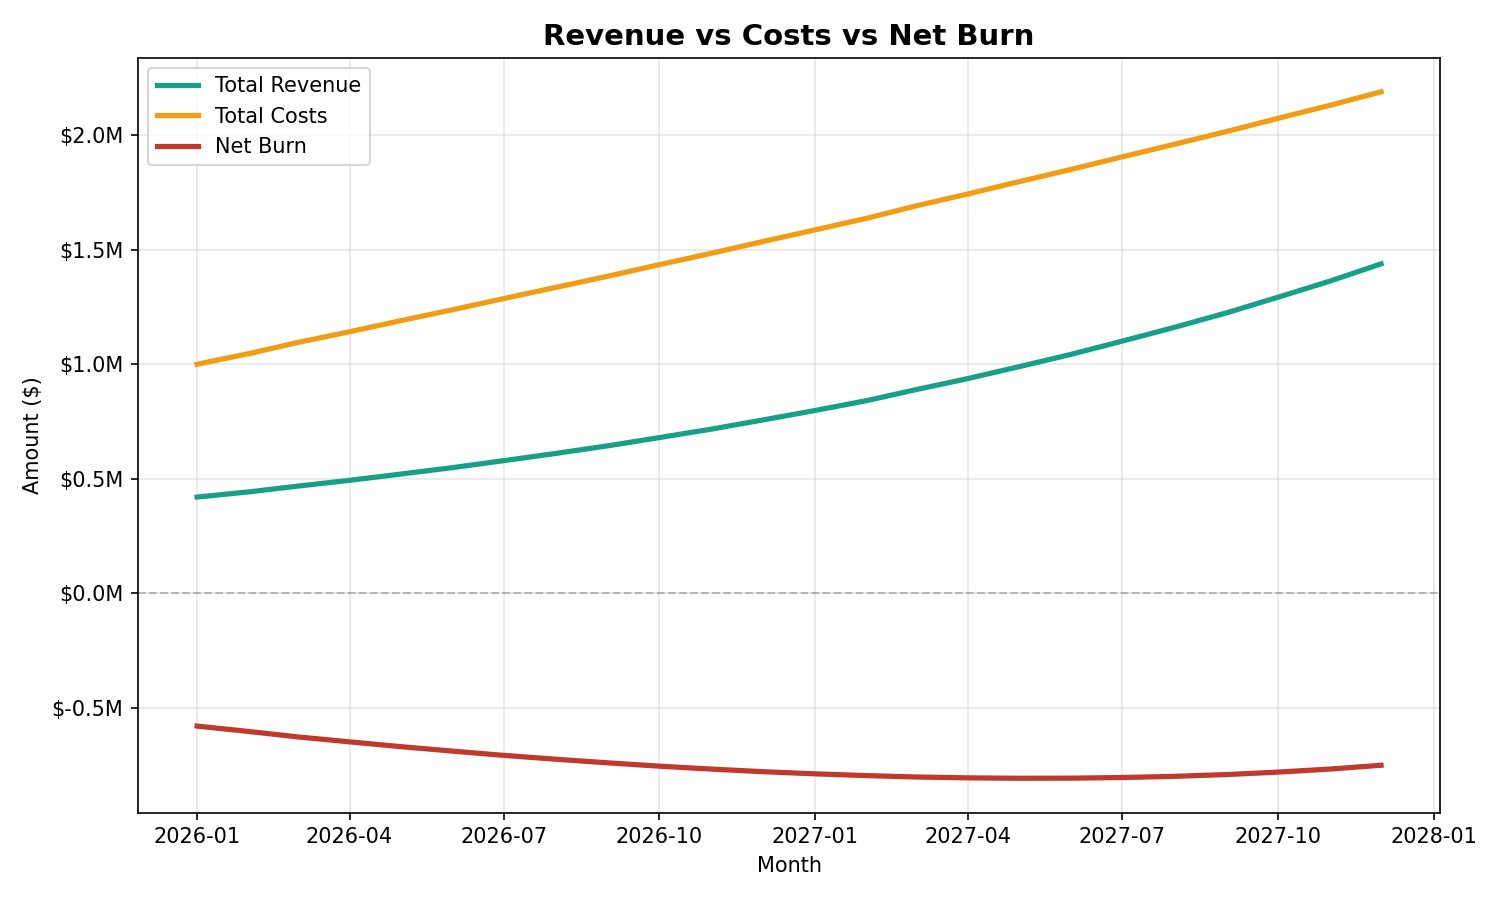 Revenue vs Costs vs Net Burn
Total Revenue
Total Costs
Net Burn
$2.0M
$1.5M
$1.0M
$0.5M
$0.0M
$-0.5M
Amount ($)
2026-01 2026-04 2026-07 2026-10 2027-01 2027-04 2027-07 2027-10 2028-01
Month